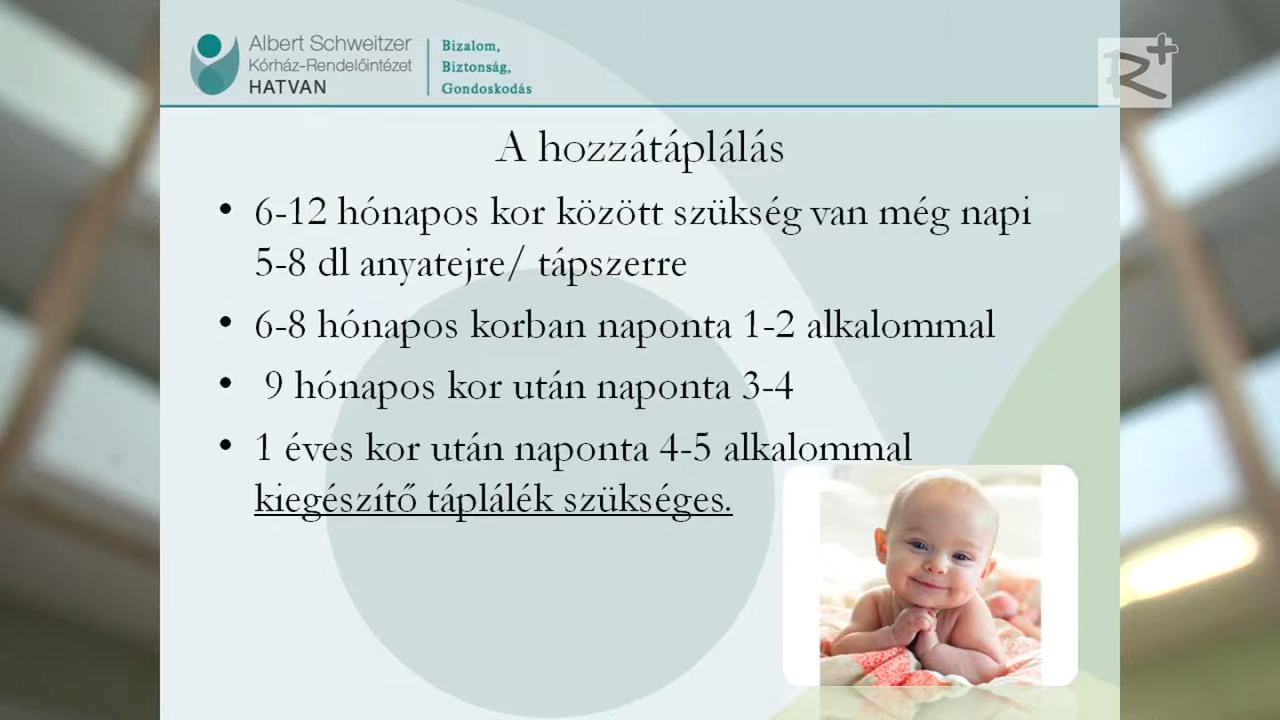 Albert Schweitzer
Kórház-Rendelőintézet
HATVAN
Bizalom,
Biztonság,
Gondoskodás
R+
A hozzátáplálás
• 6-12 hónapos kor között szükség van még napi
5-8 dl anyatejre/ tápszerre
• 6-8 hónapos korban naponta 1-2 alkalommal
• 9 hónapos kor után naponta 3-4
• 1 éves kor után naponta 4-5 alkalommal
kiegészítő táplálék szükséges.